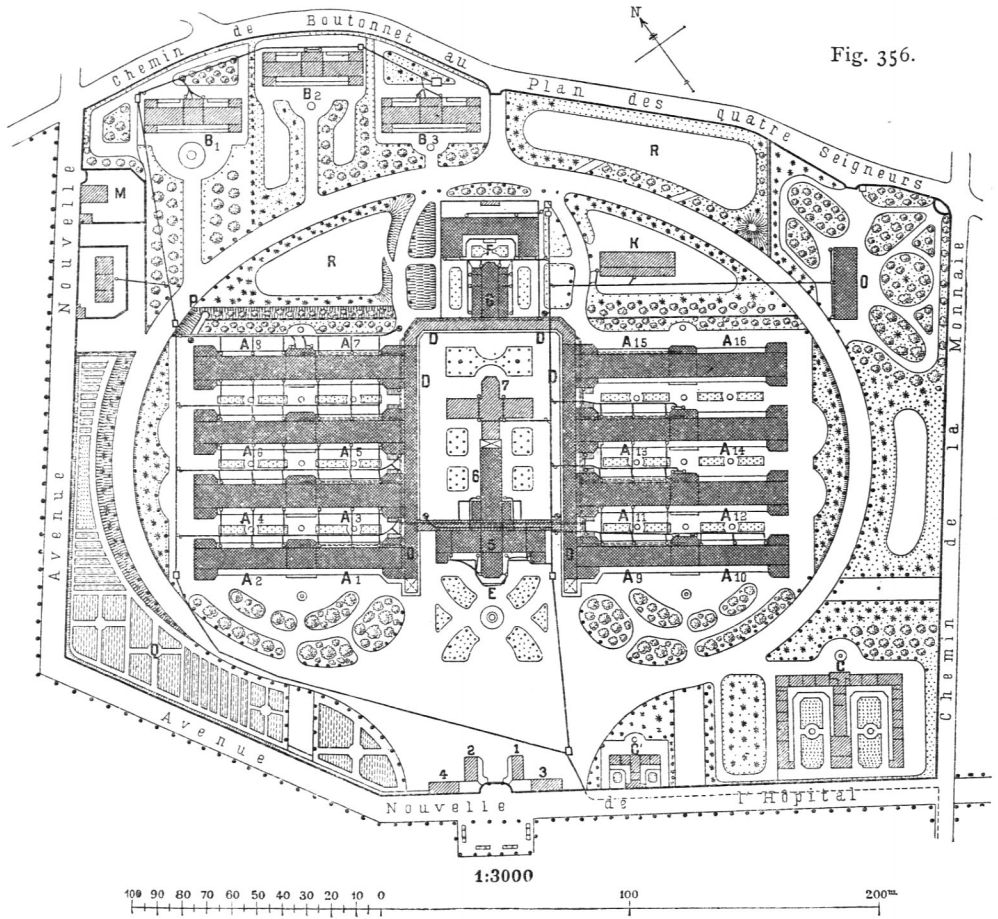 Fig. 356.
N
Chemin de Boutonnet au Plan des quatre Seigneurs
B2
B1
B3
R
M
Nouvelle
F
K
R
G
O
P
A8 A7
D D
A15 A16
D
D
7
A6 A5
A13 A14
6
A4 A3
A11 A12
5
D
D
A2 A1
E
A9 A10
Avenue
Chemin de la Monnaie
Q
C
Avenue
2 1
C'
4 3
Nouvelle de l'Hôpital
1:3000
100 90 80 70 60 50 40 30 20 10 0 100 200m